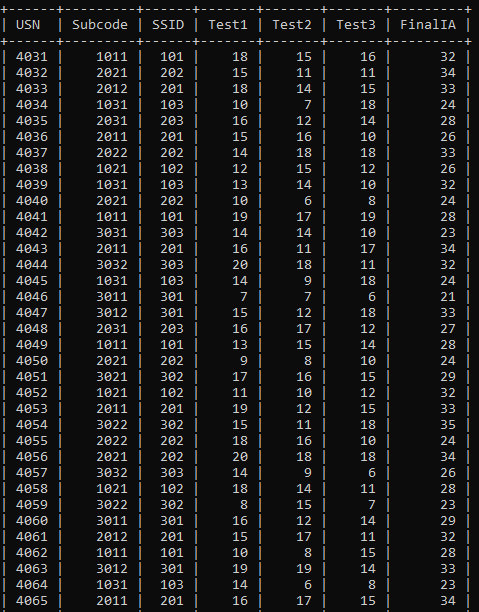 +------+---------+------+-------+-------+-------+---------+
| USN | Subcode | SSID | Test1 | Test2 | Test3 | FinalIA |
+------+---------+------+-------+-------+-------+---------+
| 4031 | 1011 | 101 | 18 | 15 | 16 | 32 |
| 4032 | 2021 | 202 | 15 | 11 | 11 | 34 |
| 4033 | 2012 | 201 | 18 | 14 | 15 | 33 |
| 4034 | 1031 | 103 | 10 | 7 | 18 | 24 |
| 4035 | 2031 | 203 | 16 | 12 | 14 | 28 |
| 4036 | 2011 | 201 | 15 | 16 | 10 | 26 |
| 4037 | 2022 | 202 | 14 | 18 | 18 | 33 |
| 4038 | 1021 | 102 | 12 | 15 | 12 | 26 |
| 4039 | 1031 | 103 | 13 | 14 | 10 | 32 |
| 4040 | 2021 | 202 | 10 | 6 | 8 | 24 |
| 4041 | 1011 | 101 | 19 | 17 | 19 | 28 |
| 4042 | 3031 | 303 | 14 | 14 | 10 | 23 |
| 4043 | 2011 | 201 | 16 | 11 | 17 | 34 |
| 4044 | 3032 | 303 | 20 | 18 | 11 | 32 |
| 4045 | 1031 | 103 | 14 | 9 | 18 | 24 |
| 4046 | 3011 | 301 | 7 | 7 | 6 | 21 |
| 4047 | 3012 | 301 | 15 | 12 | 18 | 33 |
| 4048 | 2031 | 203 | 16 | 17 | 12 | 27 |
| 4049 | 1011 | 101 | 13 | 15 | 14 | 28 |
| 4050 | 2021 | 202 | 9 | 8 | 10 | 24 |
| 4051 | 3021 | 302 | 17 | 16 | 15 | 29 |
| 4052 | 1021 | 102 | 11 | 10 | 12 | 32 |
| 4053 | 2011 | 201 | 19 | 12 | 15 | 33 |
| 4054 | 3022 | 302 | 15 | 11 | 18 | 35 |
| 4055 | 2022 | 202 | 18 | 16 | 10 | 24 |
| 4056 | 2021 | 202 | 20 | 18 | 18 | 34 |
| 4057 | 3032 | 303 | 14 | 9 | 6 | 26 |
| 4058 | 1021 | 102 | 18 | 14 | 11 | 28 |
| 4059 | 3022 | 302 | 8 | 15 | 7 | 23 |
| 4060 | 3011 | 301 | 16 | 12 | 14 | 29 |
| 4061 | 2012 | 201 | 15 | 17 | 11 | 32 |
| 4062 | 1011 | 101 | 10 | 8 | 15 | 28 |
| 4063 | 3012 | 301 | 19 | 19 | 14 | 33 |
| 4064 | 1031 | 103 | 14 | 6 | 8 | 23 |
| 4065 | 2011 | 201 | 16 | 17 | 15 | 34 |